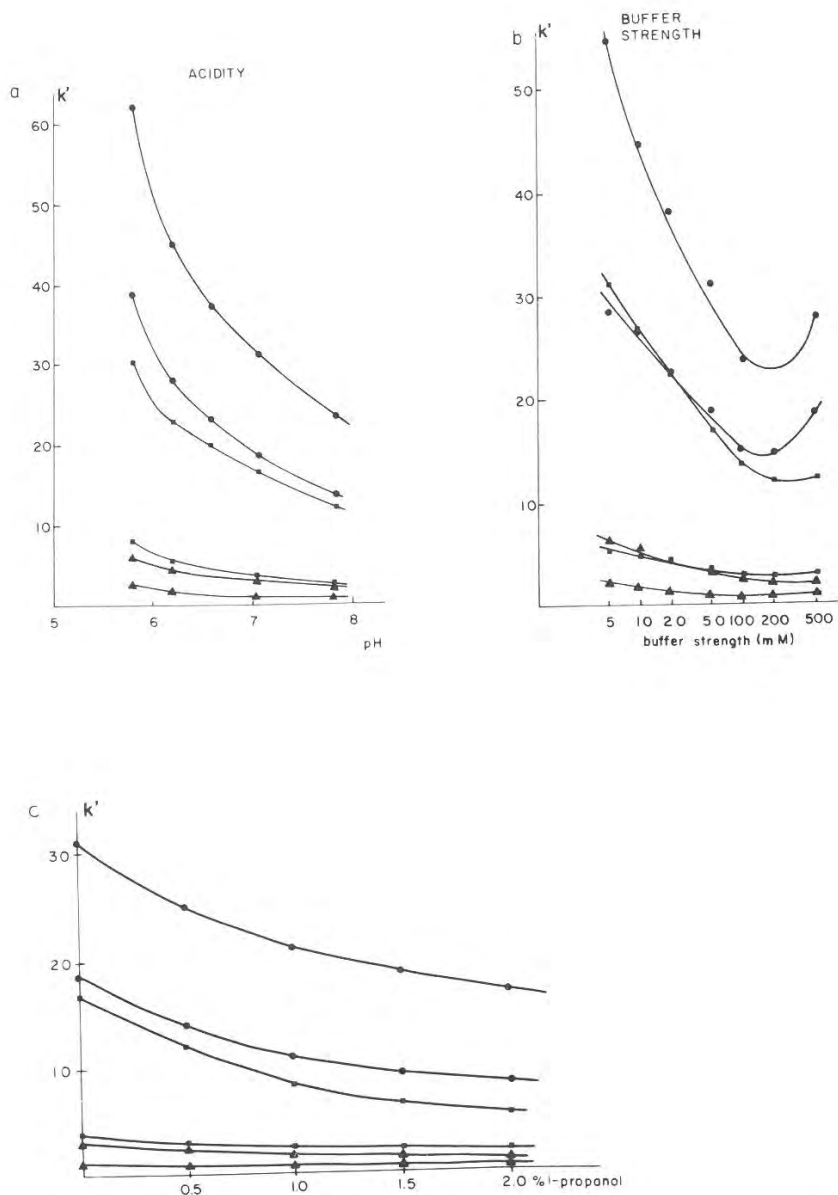 ACIDITY
a k'
60
50
40
30
20
10
5 6 7 8
pH
BUFFER
STRENGTH
b k'
50
40
30
20
10
5 10 20 50 100 200 500
buffer strength (mM)
c k'
30
20
10
0.5 1.0 1.5 2.0 % i-propanol